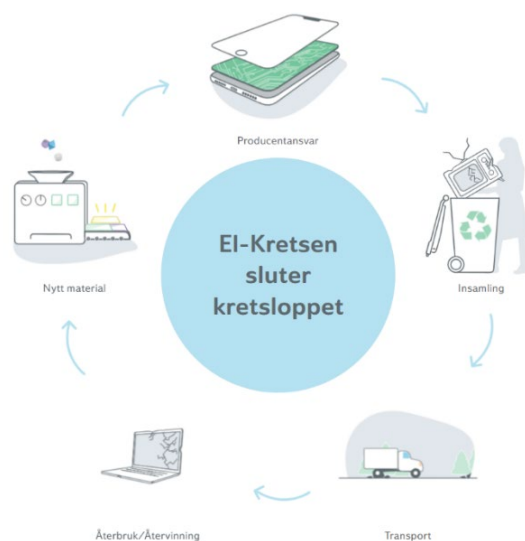 Producentansvar
El-Kretsen
sluter
kretsloppet
Nytt material
Insamling
Återbruk/Återvinning
Transport